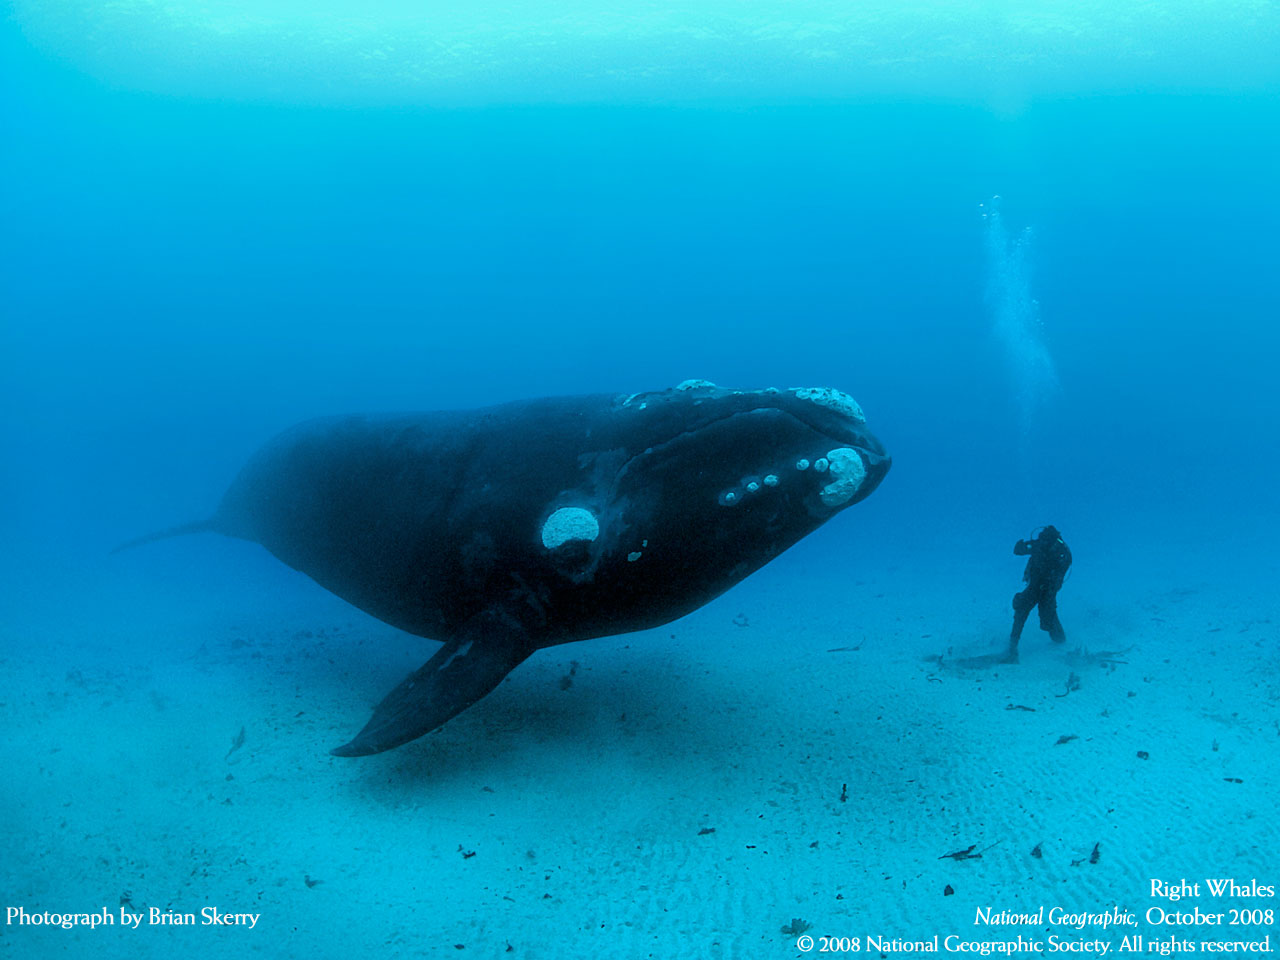 Photograph by Brian Skerry
Right Whales
National Geographic, October 2008
© 2008 National Geographic Society. All rights reserved.